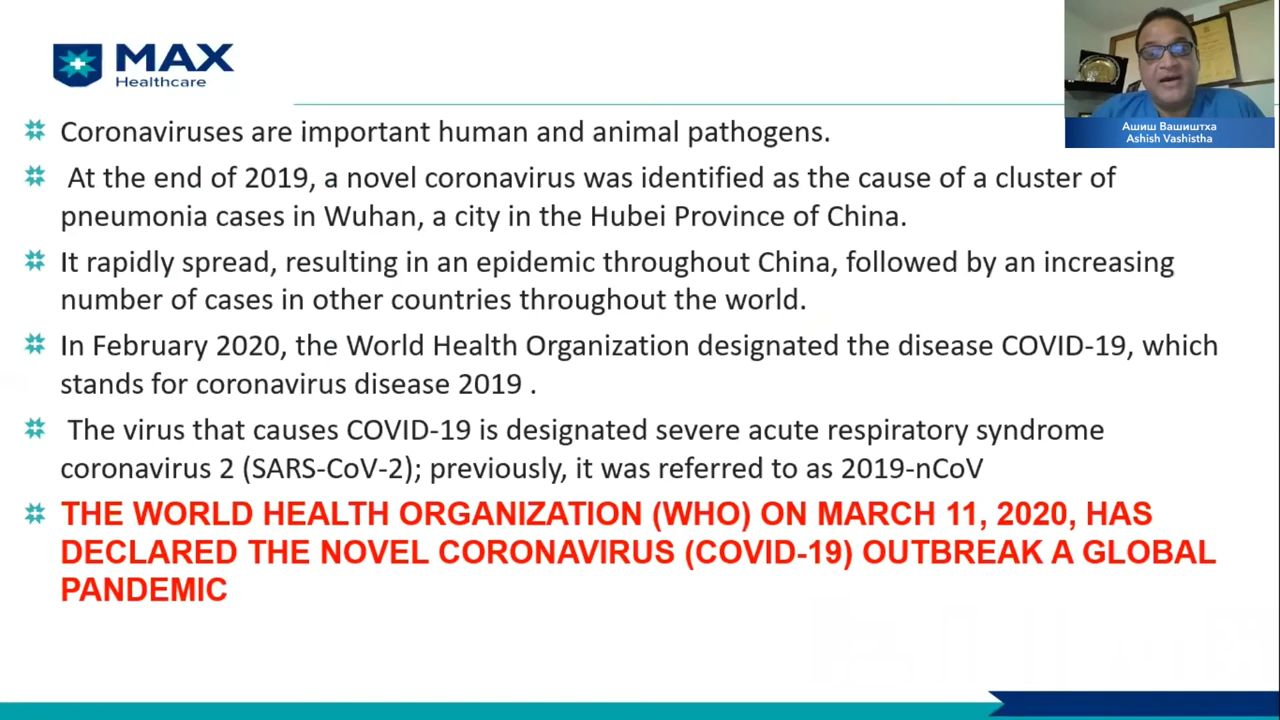 MAX
Healthcare
Ашиш Вашиштха
Ashish Vashistha
Coronaviruses are important human and animal pathogens.
At the end of 2019, a novel coronavirus was identified as the cause of a cluster of
pneumonia cases in Wuhan, a city in the Hubei Province of China.
It rapidly spread, resulting in an epidemic throughout China, followed by an increasing
number of cases in other countries throughout the world.
In February 2020, the World Health Organization designated the disease COVID-19, which
stands for coronavirus disease 2019 .
The virus that causes COVID-19 is designated severe acute respiratory syndrome
coronavirus 2 (SARS-CoV-2); previously, it was referred to as 2019-nCoV
THE WORLD HEALTH ORGANIZATION (WHO) ON MARCH 11, 2020, HAS
DECLARED THE NOVEL CORONAVIRUS (COVID-19) OUTBREAK A GLOBAL
PANDEMIC